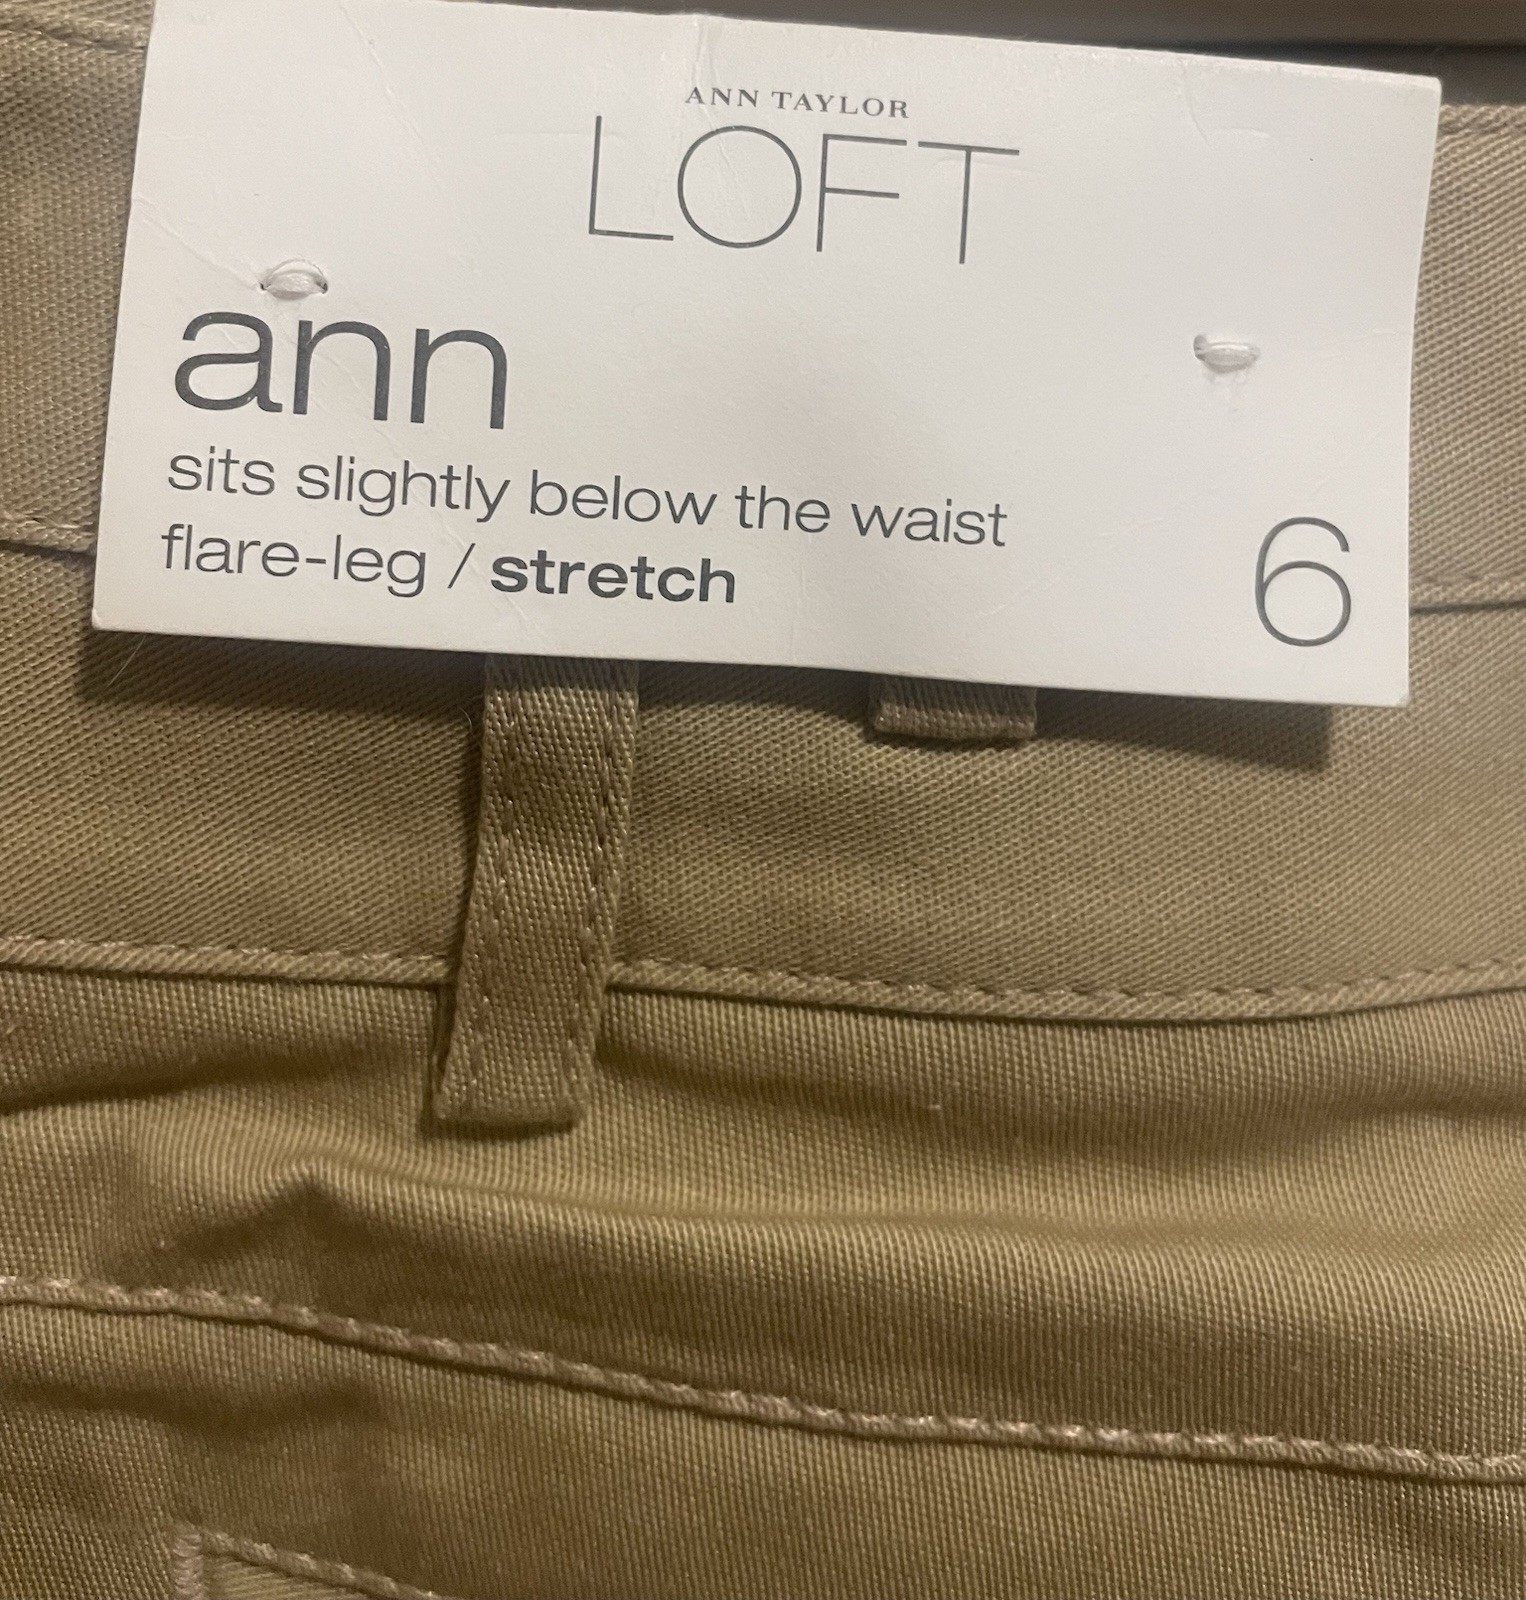 ANN TAYLOR
LOFT
ann
sits slightly below the waist
flare-leg / stretch
6